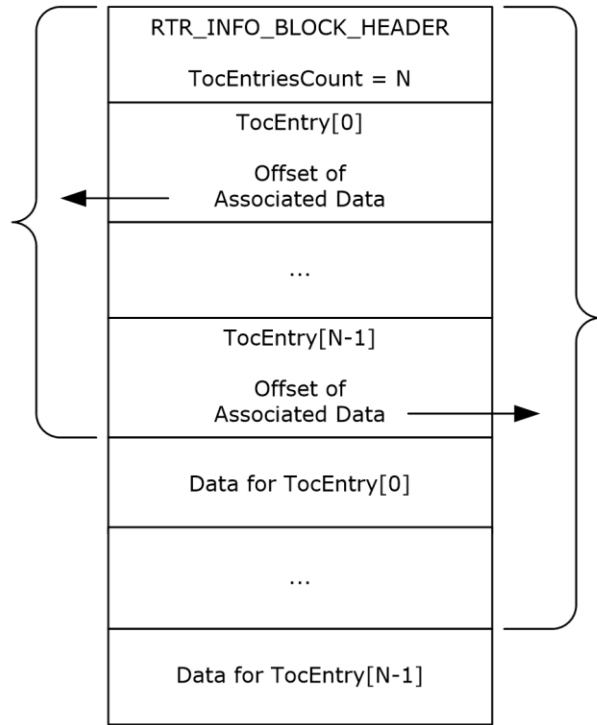 RTR_INFO_BLOCK_HEADER
TocEntriesCount = N
TocEntry[0]
Offset of
Associated Data
...
TocEntry[N-1]
Offset of
Associated Data
Data for TocEntry[0]
...
Data for TocEntry[N-1]